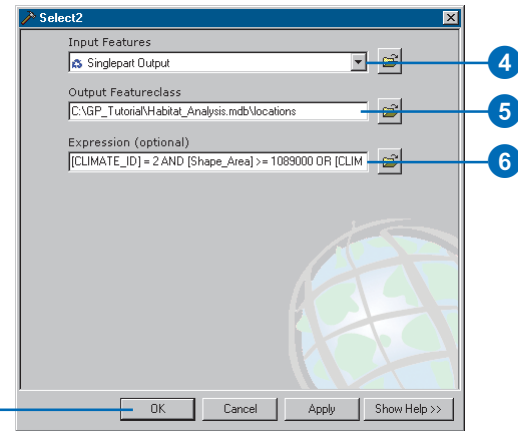 Select2
Input Features
Singlepart Output
4
Output Featureclass
C:\GP_Tutorial\Habitat_Analysis.mdb\locations
5
Expression (optional)
[CLIMATE_ID] = 2 AND [Shape_Area] >= 1089000 OR [CLIM
6
OK Cancel Apply Show Help >>